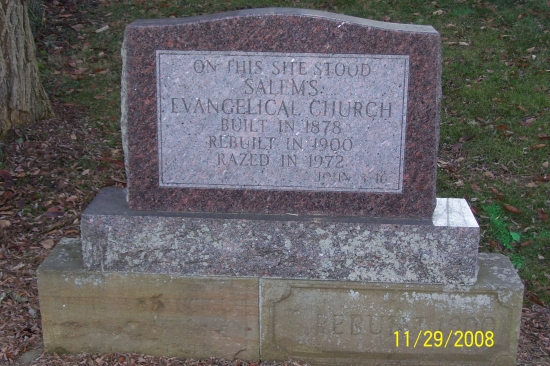 ON THIS SITE STOOD
SALEMS
EVANGELICAL CHURCH
BUILT IN 1878
REBUILT IN 1900
RAZED IN 1972
JOHN 3 16
11/29/2008